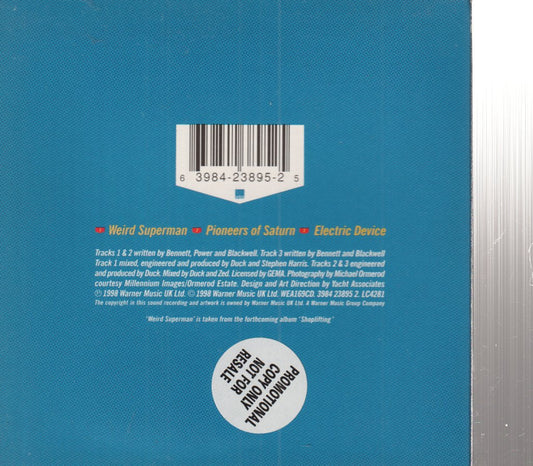 6 3984-23895-2 5
1 Weird Superman 2 Pioneers of Saturn 3 Electric Device
Tracks 1 & 2 written by Bennett, Power and Blackwell. Track 3 written by Bennett and Blackwell
Track 1 mixed, engineered and produced by Duck and Stephen Harris. Tracks 2 & 3 engineered
and produced by Duck. Mixed by Duck and Zed. Licensed by GEMA. Photography by Michael Ormerod
courtesy Millennium Images/Ormerod Estate. Design and Art Direction by Yacht Associates
℗ 1998 Warner Music UK Ltd. © 1998 Warner Music UK Ltd. WEA169CD. 3984 23895 2. LC4281
The copyright in this sound recording and artwork is owned by Warner Music UK Ltd. A Warner Music Group Company
"Weird Superman" is taken from the forthcoming album "Shoplifting"
PROMOTIONAL
COPY ONLY
NOT FOR
RESALE